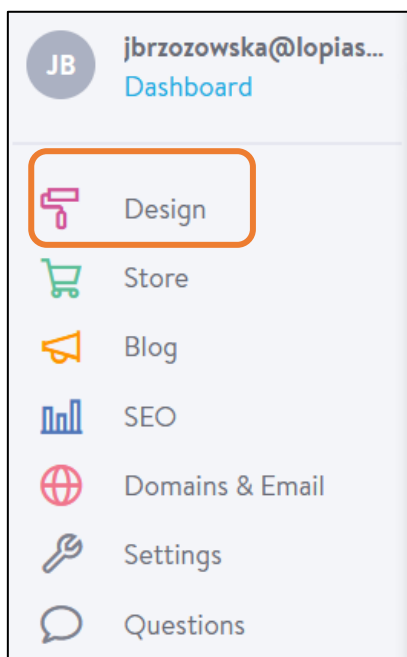 JB
jbrzozowska@lopias...
Dashboard
Design
Store
Blog
SEO
Domains & Email
Settings
Questions